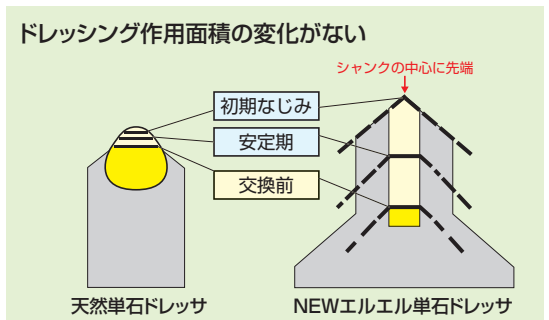 ドレッシング作用面積の変化がない
シャンクの中心に先端
初期なじみ
安定期
交換前
天然単石ドレッサ
NEWエルエル単石ドレッサ